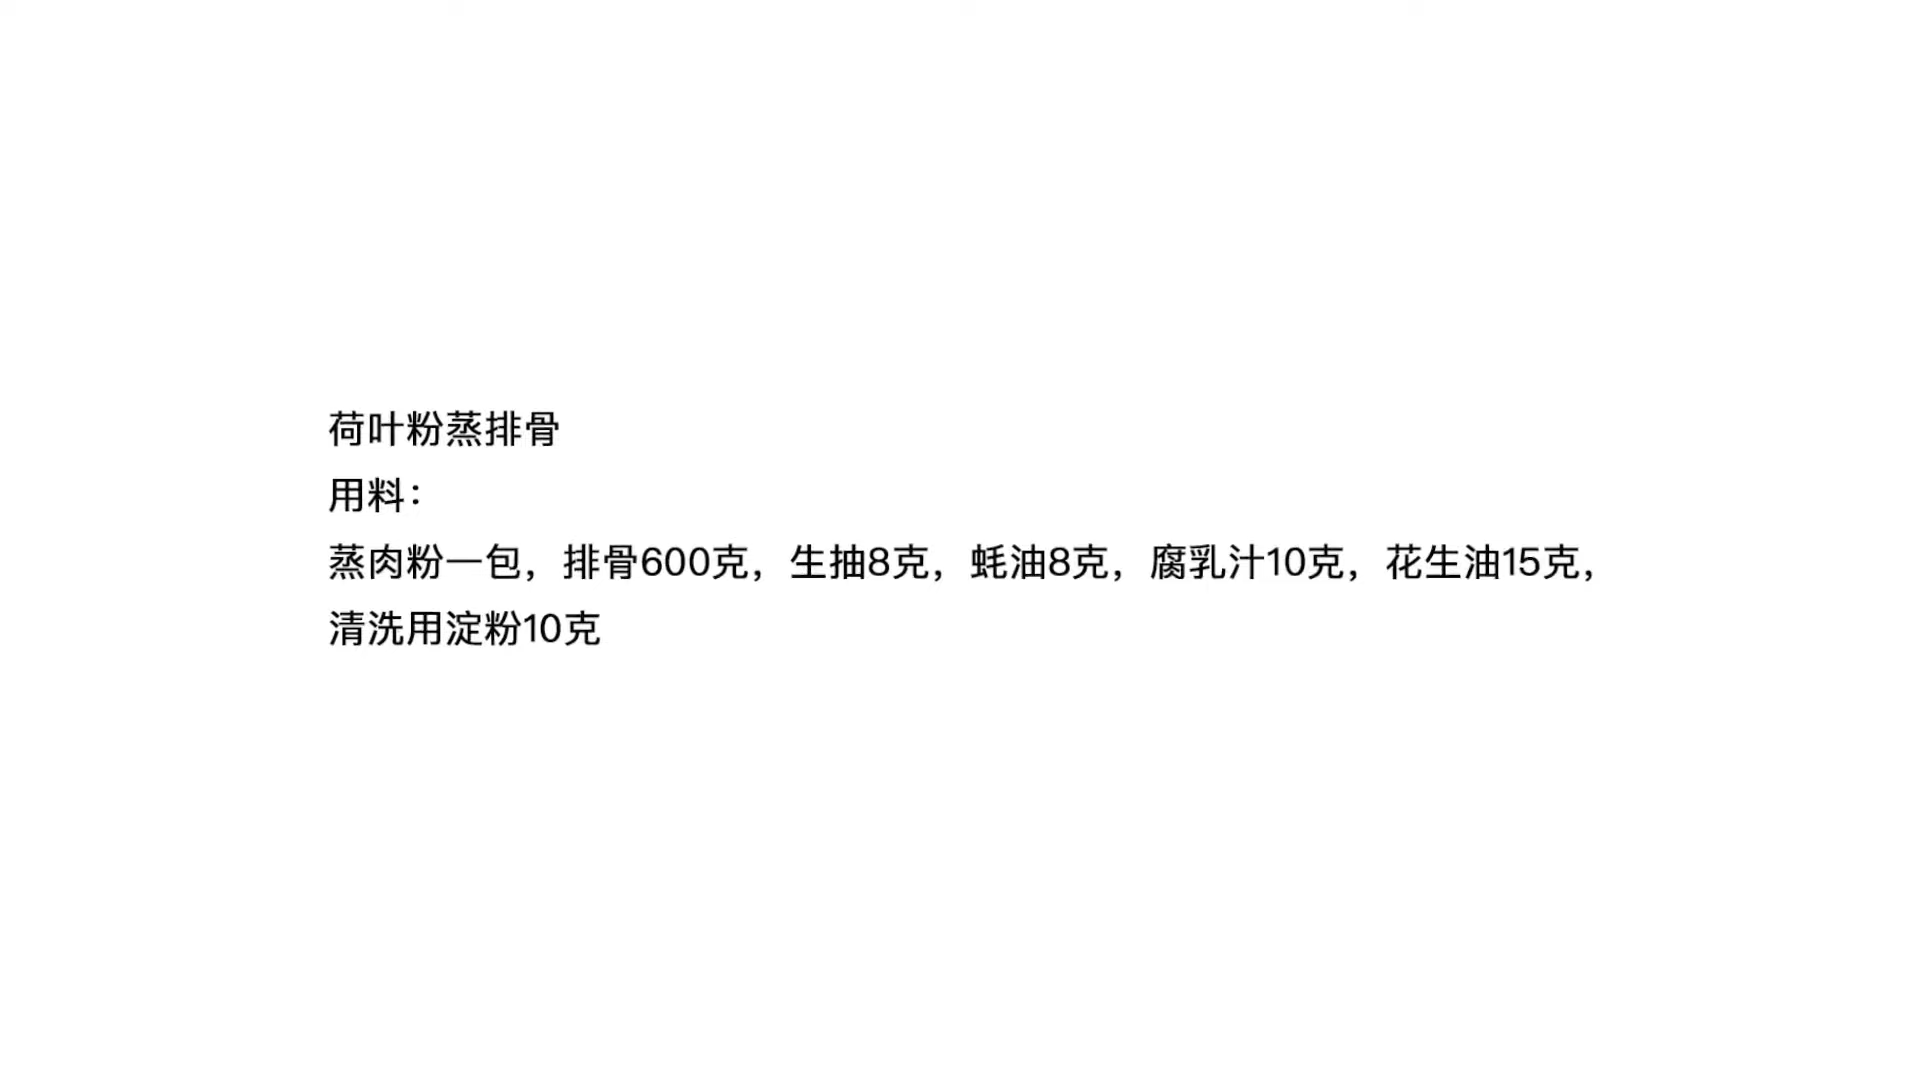 荷叶粉蒸排骨
用料：
蒸肉粉一包，排骨600克，生抽8克，蚝油8克，腐乳汁10克，花生油15克，
清洗用淀粉10克